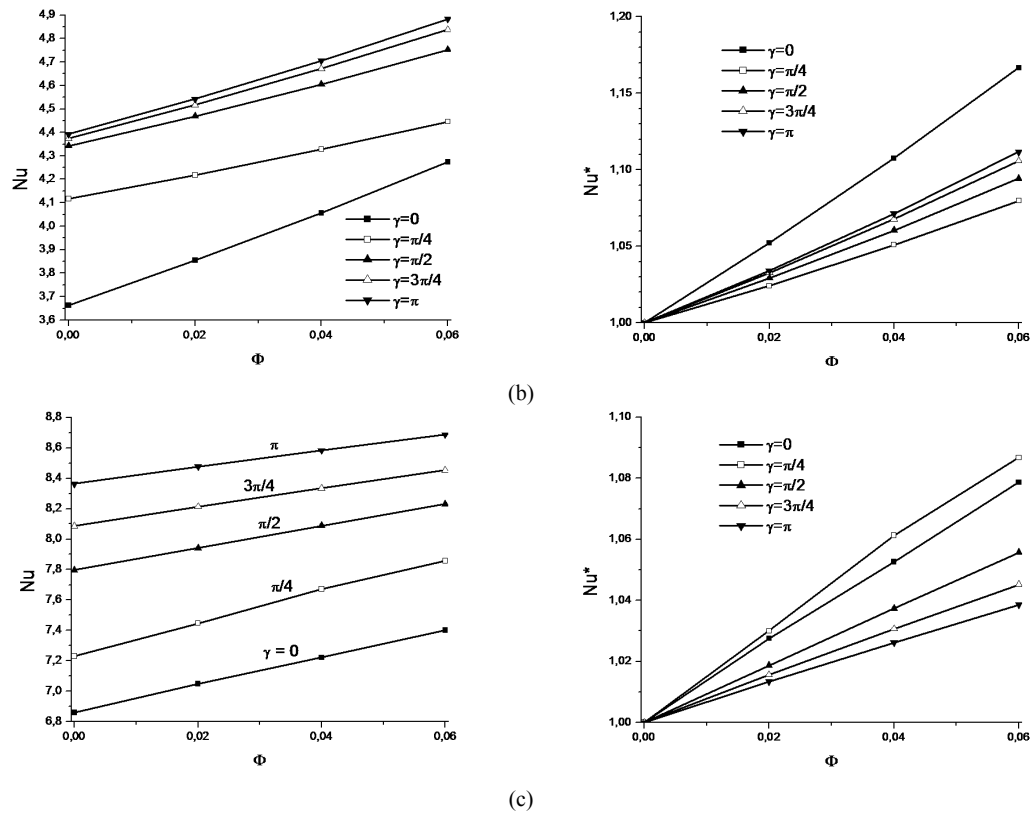 4,9
4,8
4,7
4,6
4,5
4,4
4,3
4,2
4,1
4,0
3,9
3,8
3,7
3,6
Nu
γ=0
γ=π/4
γ=π/2
γ=3π/4
γ=π
0,00 0,02 0,04 0,06
Φ
1,20
1,15
1,10
1,05
1,00
Nu*
γ=0
γ=π/4
γ=π/2
γ=3π/4
γ=π
0,00 0,02 0,04 0,06
Φ
(b)
8,8
8,6
8,4
8,2
8,0
7,8
7,6
7,4
7,2
7,0
6,8
Nu
π
3π/4
π/2
π/4
γ = 0
0,00 0,02 0,04 0,06
Φ
1,10
1,08
1,06
1,04
1,02
1,00
Nu*
γ=0
γ=π/4
γ=π/2
γ=3π/4
γ=π
0,00 0,02 0,04 0,06
Φ
(c)